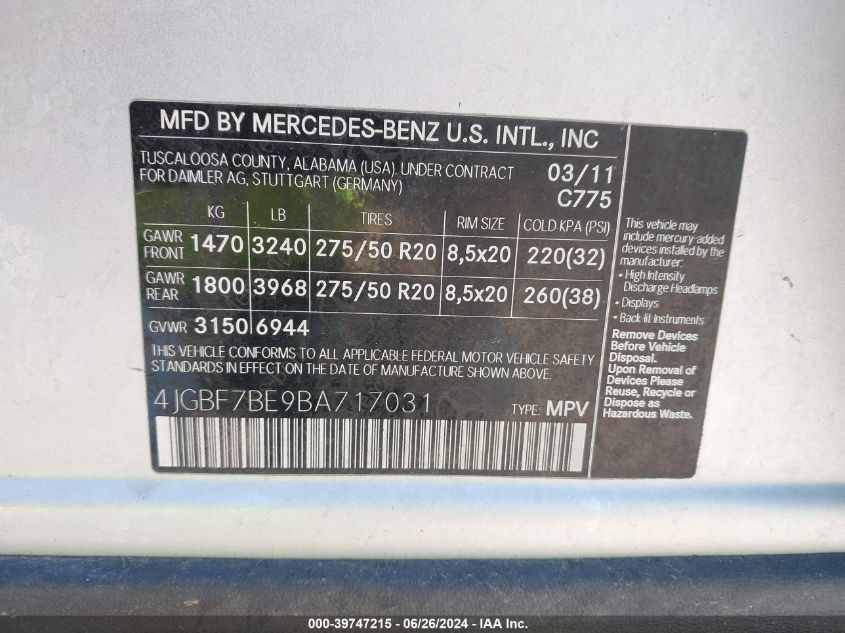 MFD BY MERCEDES-BENZ U.S. INTL., INC
TUSCALOOSA COUNTY, ALABAMA (USA). UNDER CONTRACT
FOR DAIMLER AG, STUTTGART (GERMANY)
03/11
C775
KG LB TIRES RIM SIZE COLD KPA (PSI)
GAWR FRONT 1470 3240 275/50 R20 8,5x20 220(32)
GAWR REAR 1800 3968 275/50 R20 8,5x20 260(38)
GVWR 3150 6944
THIS VEHICLE CONFORMS TO ALL APPLICABLE FEDERAL MOTOR VEHICLE SAFETY
STANDARDS IN EFFECT ON THE DATE OF MANUFACTURE SHOWN ABOVE.
4JGBF7BE9BA717031
TYPE: MPV
This vehicle may
include mercury-added
devices installed by the
manufacturer:
• High Intensity
Discharge Headlamps
• Displays
• Back-lit Instruments
Remove Devices
Before Vehicle
Disposal.
Upon Removal of
Devices Please
Reuse, Recycle or
Dispose as
Hazardous Waste.
000-39747215 - 06/26/2024 - IAA Inc.